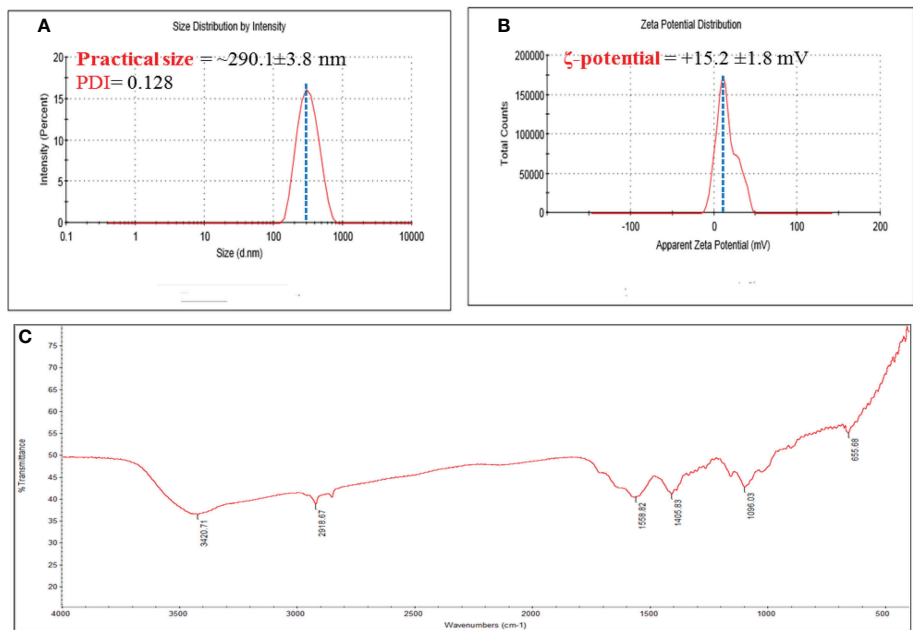 A
Size Distribution by Intensity
Practical size = ~290.1±3.8 nm
PDI= 0.128
Intensity (Percent)
20
15
10
5
0
0.1 1 10 100 1000 10000
Size (d.nm)
B
Zeta Potential Distribution
ζ-potential = +15.2 ±1.8 mV
Total Counts
200000
150000
100000
50000
0
-100 0 100 200
Apparent Zeta Potential (mV)
C
%Transmittance
75
70
65
60
55
50
45
40
35
30
25
20
3420.71
2918.67
1558.82
1405.83
1096.03
655.68
4000 3500 3000 2500 2000 1500 1000 500
Wavenumbers (cm-1)